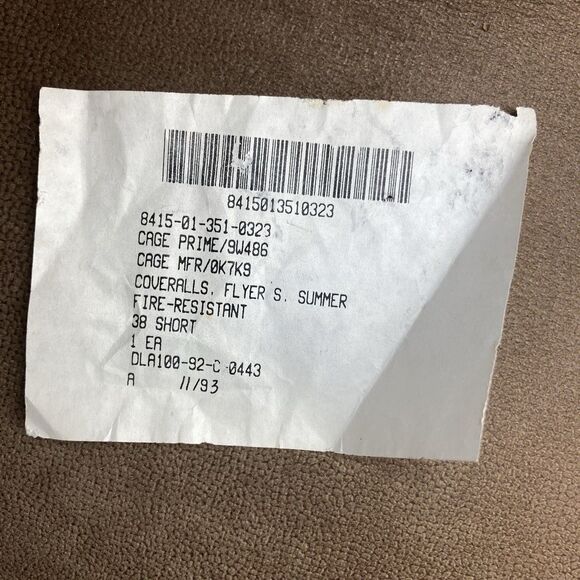 8415013510323
8415-01-351-0323
CAGE PRIME/9W486
CAGE MFR/0K7K9
COVERALLS, FLYER S. SUMMER
FIRE-RESISTANT
38 SHORT
1 EA
DLA100-92-C-0443
A 11/93